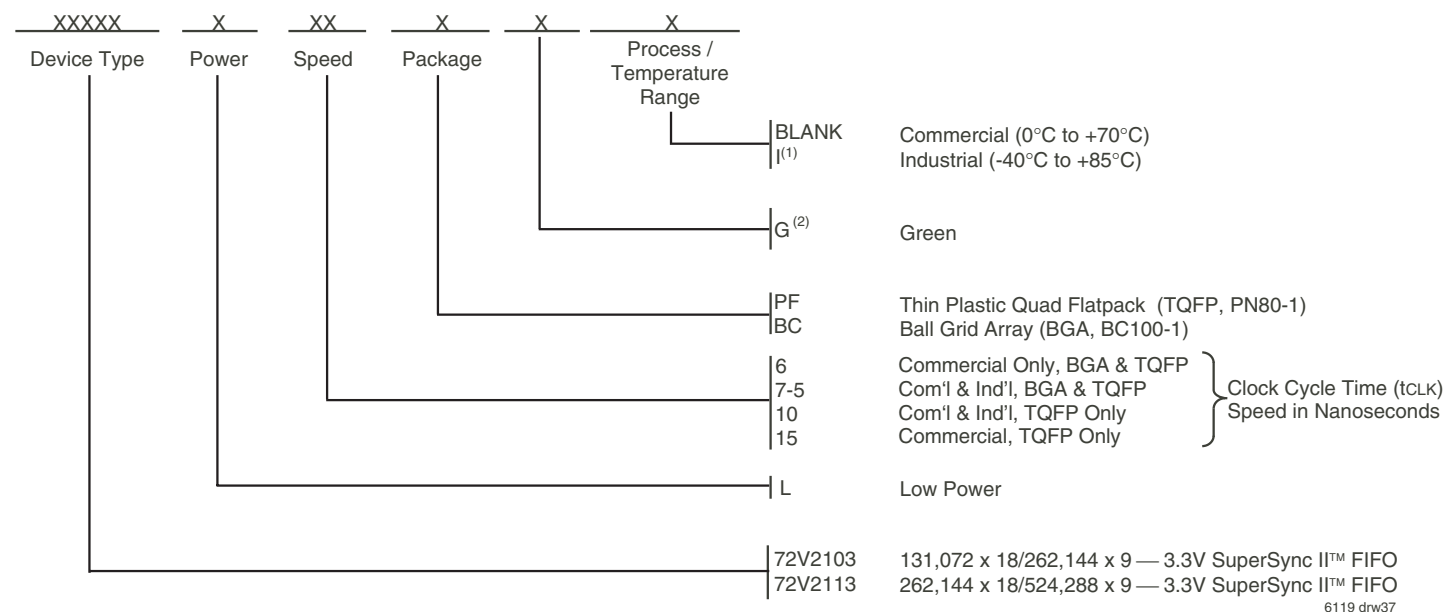 XXXXX X XX X X X
Device Type Power Speed Package Process /
Temperature
Range
BLANK Commercial (0°C to +70°C)
I(1) Industrial (-40°C to +85°C)
G(2) Green
PF Thin Plastic Quad Flatpack (TQFP, PN80-1)
BC Ball Grid Array (BGA, BC100-1)
6 Commercial Only, BGA & TQFP
7-5 Com'l & Ind'l, BGA & TQFP
10 Com'l & Ind'l, TQFP Only
15 Commercial, TQFP Only
Clock Cycle Time (tCLK)
Speed in Nanoseconds
L Low Power
72V2103 131,072 x 18/262,144 x 9 — 3.3V SuperSync II™ FIFO
72V2113 262,144 x 18/524,288 x 9 — 3.3V SuperSync II™ FIFO
6119 drw37